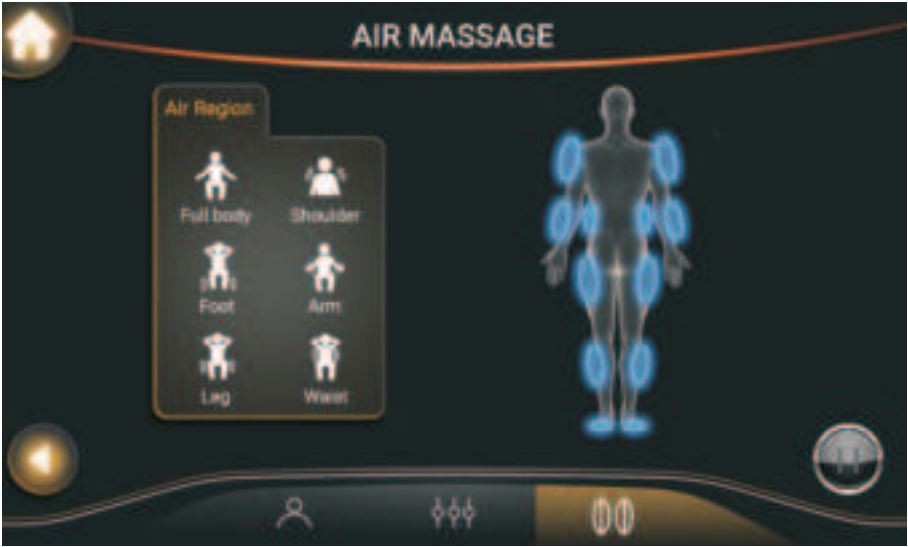 AIR MASSAGE
Air Region
Full body Shoulder
Foot Arm
Leg Waist